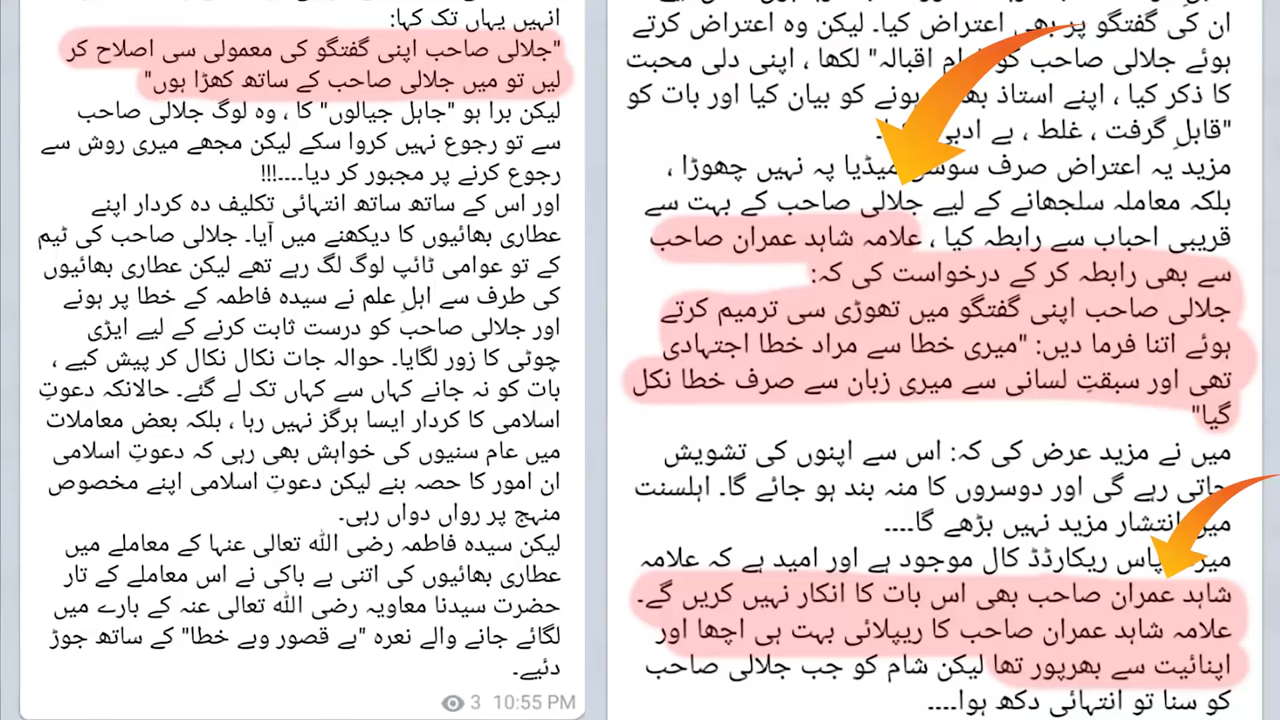 ان کی گفتگو پر بھی اعتراض کیا۔ لیکن وہ اعتراض کرتے
ہوئے جلالی صاحب کو اقبالہ" لکھا ، اپنی دلی محبت
کا ذکر کیا ، اپنے استاذ ہونے کو بیان کیا اور بات کو
"قابلِ گرفت ، غلط ، بے
مزید یہ اعتراض صرف سوشل میڈیا پہ نہیں چھوڑا ،
بلکہ معاملہ سلجھانے کے لیے جلالی صاحب کے بہت سے
قریبی احباب سے رابطہ کیا ، علامہ شاہد عمران صاحب
سے بھی رابطہ کر کے درخواست کی کہ:
جلالی صاحب اپنی گفتگو میں تھوڑی سی ترمیم کرتے
ہوئے اتنا فرما دیں: "میری خطا سے مراد خطا اجتہادی
تھی اور سبقتِ لسانی سے میری زبان سے صرف خطا نکل
گیا"
میں نے مزید عرض کی کہ: اس سے اپنوں کی تشویش
جاتی رہے گی اور دوسروں کا منہ بند ہو جائے گا۔ اہلسنت
میں انتشار مزید نہیں بڑھے گا....
میرے پاس ریکارڈڈ کال موجود ہے اور امید ہے کہ علامہ
شاہد عمران صاحب بھی اس بات کا انکار نہیں کریں گے۔
علامہ شاہد عمران صاحب کا ریپلائی بہت ہی اچھا اور
اپنائیت سے بھرپور تھا لیکن شام کو جب جلالی صاحب
کو سنا تو انتہائی دکھ ہوا....
انہیں یہاں تک کہا:
"جلالی صاحب اپنی گفتگو کی معمولی سی اصلاح کر
لیں تو میں جلالی صاحب کے ساتھ کھڑا ہوں"
لیکن برا ہو "جاہل جیالوں" کا ، وہ لوگ جلالی صاحب
سے تو رجوع نہیں کروا سکے لیکن مجھے میری روش سے
رجوع کرنے پر مجبور کر دیا....!!!
اور اس کے ساتھ ساتھ انتہائی تکلیف دہ کردار اپنے
عطاری بھائیوں کا دیکھنے میں آیا۔ جلالی صاحب کی ٹیم
کے تو عوامی ٹائپ لوگ لگ رہے تھے لیکن عطاری بھائیوں
کی طرف سے اہلِ علم نے سیدہ فاطمہ کے خطا پر ہونے
اور جلالی صاحب کو درست ثابت کرنے کے لیے ایڑی
چوٹی کا زور لگایا۔ حوالہ جات نکال نکال کر پیش کیے ،
بات کو نہ جانے کہاں سے کہاں تک لے گئے۔ حالانکہ دعوتِ
اسلامی کا کردار ایسا ہرگز نہیں رہا ، بلکہ بعض معاملات
میں عام سنیوں کی خواہش بھی رہی کہ دعوتِ اسلامی
ان امور کا حصہ بنے لیکن دعوتِ اسلامی اپنے مخصوص
منہج پر رواں دواں رہی۔
لیکن سیدہ فاطمہ رضی اللہ تعالی عنہا کے معاملے میں
عطاری بھائیوں کی اتنی بے باکی نے اس معاملے کے تار
حضرت سیدنا معاویہ رضی اللہ تعالی عنہ کے بارے میں
لگائے جانے والے نعرہ "بے قصور وبے خطا" کے ساتھ جوڑ
دئیے۔
3 10:55 PM